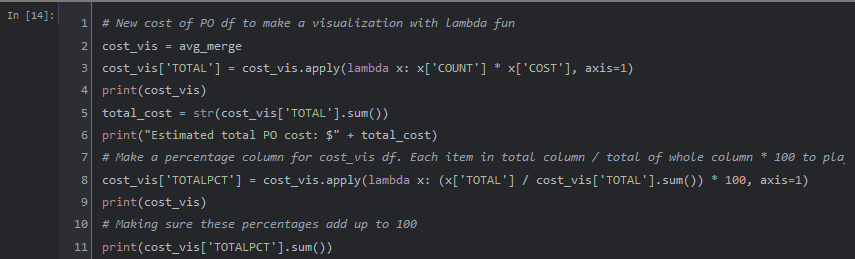 In [14]:
1 # New cost of PO df to make a visualization with lambda fun
2 cost_vis = avg_merge
3 cost_vis['TOTAL'] = cost_vis.apply(lambda x: x['COUNT'] * x['COST'], axis=1)
4 print(cost_vis)
5 total_cost = str(cost_vis['TOTAL'].sum())
6 print("Estimated total PO cost: $" + total_cost)
7 # Make a percentage column for cost_vis df. Each item in total column / total of whole column * 100 to
8 cost_vis['TOTALPCT'] = cost_vis.apply(lambda x: (x['TOTAL'] / cost_vis['TOTAL'].sum()) * 100, axis=1)
9 print(cost_vis)
10 # Making sure these percentages add up to 100
11 print(cost_vis['TOTALPCT'].sum())